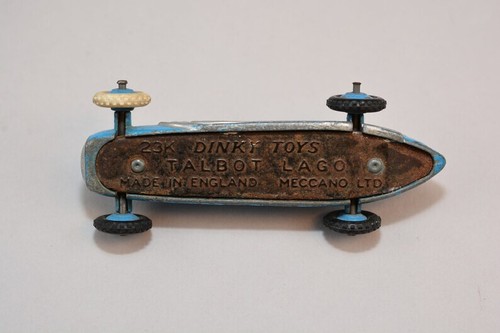 23K DINKY TOYS
TALBOT LAGO
MADE IN ENGLAND MECCANO LTD